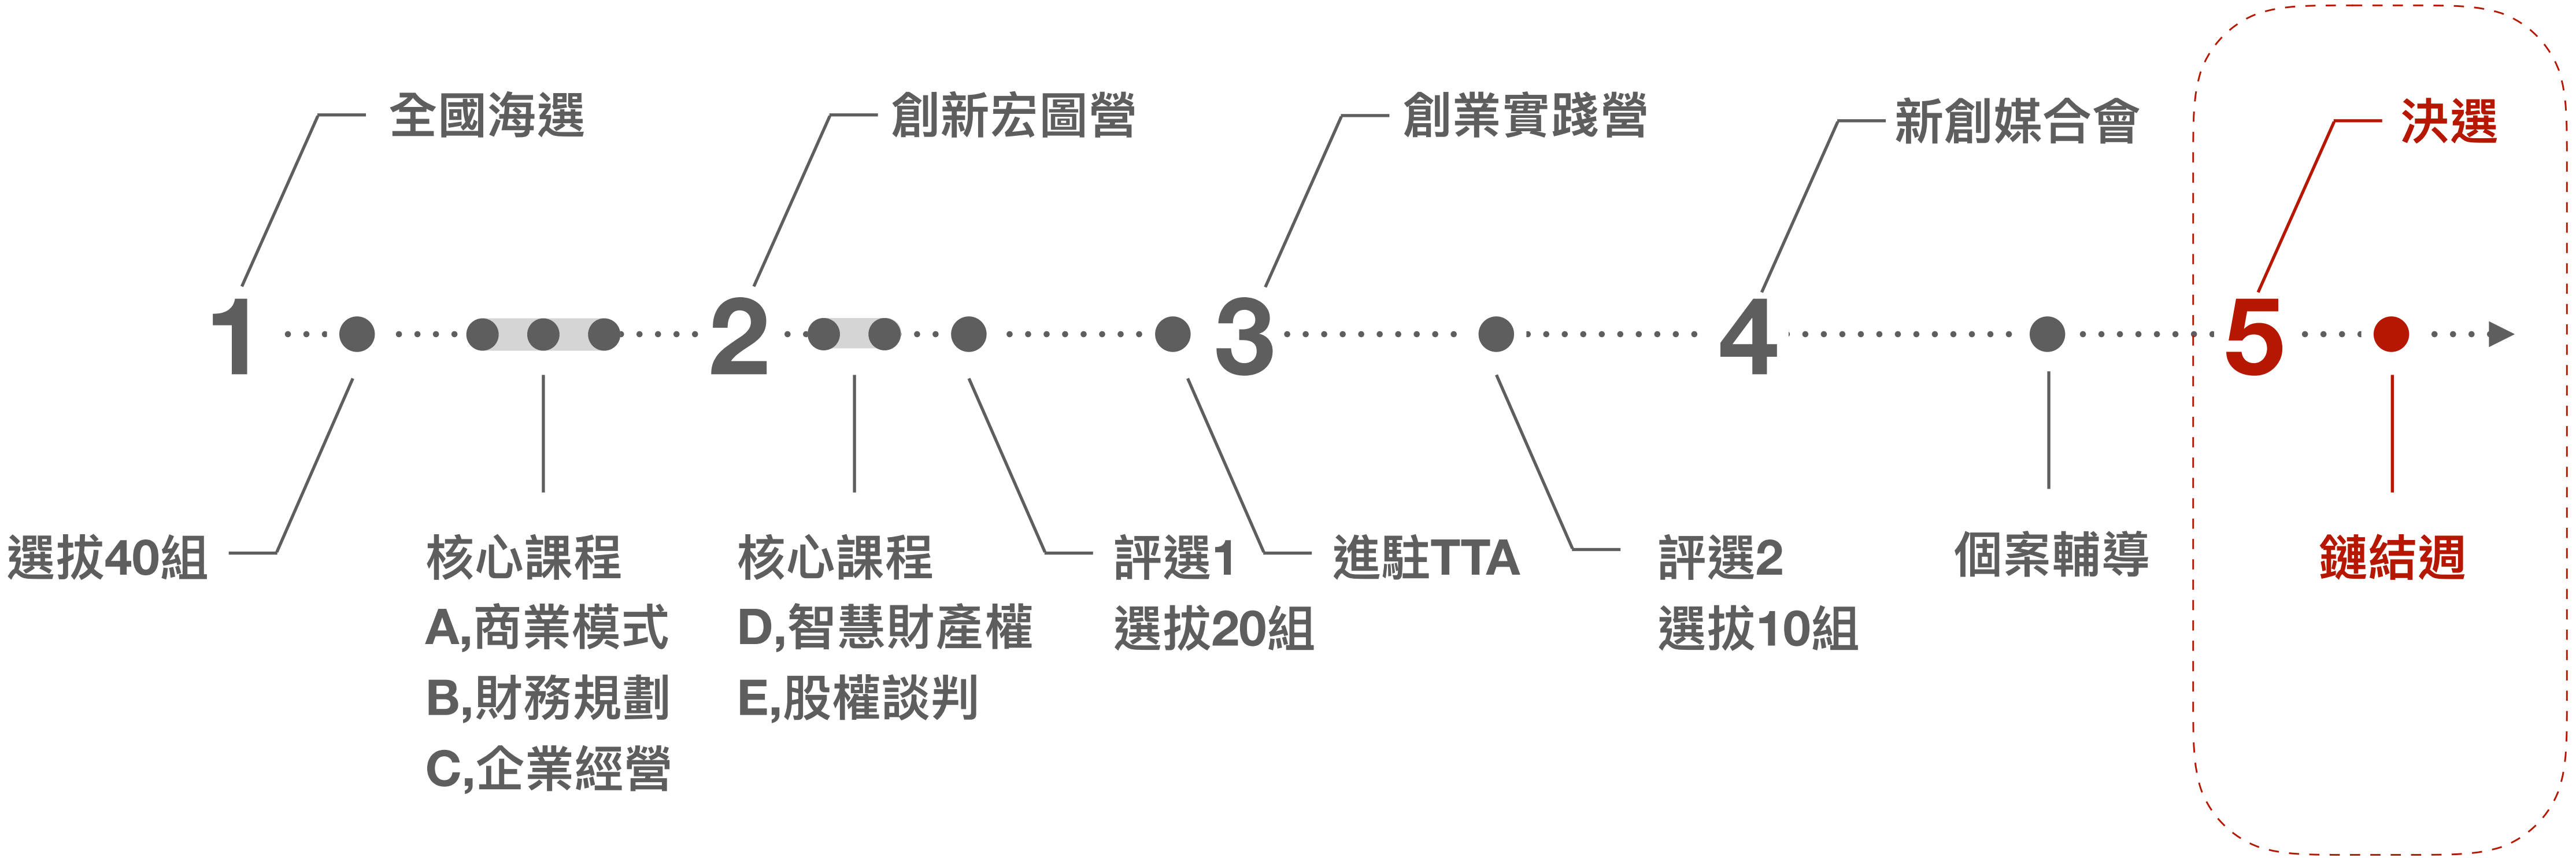 全國海選
創新宏圖營
創業實踐營
新創媒合會
決選
1
2
3
4
5
選拔40組
核心課程
A,商業模式
B,財務規劃
C,企業經營
核心課程
D,智慧財產權
E,股權談判
評選1
選拔20組
進駐TTA
評選2
選拔10組
個案輔導
鏈結週